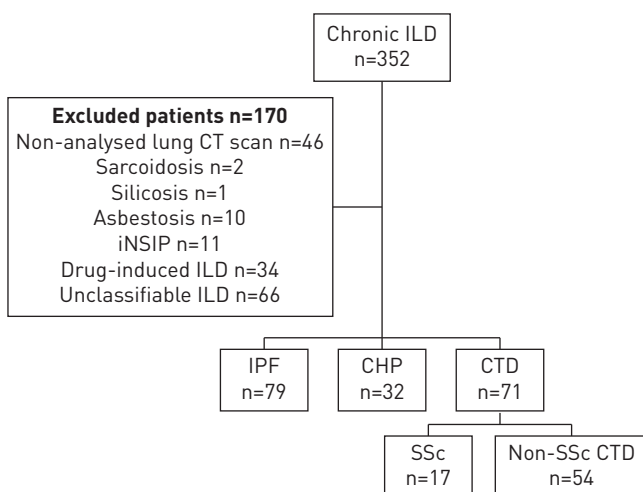 Chronic ILD
n=352
Excluded patients n=170
Non-analysed lung CT scan n=46
Sarcoidosis n=2
Silicosis n=1
Asbestosis n=10
iNSIP n=11
Drug-induced ILD n=34
Unclassifiable ILD n=66
IPF
n=79
CHP
n=32
CTD
n=71
SSc
n=17
Non-SSc CTD
n=54